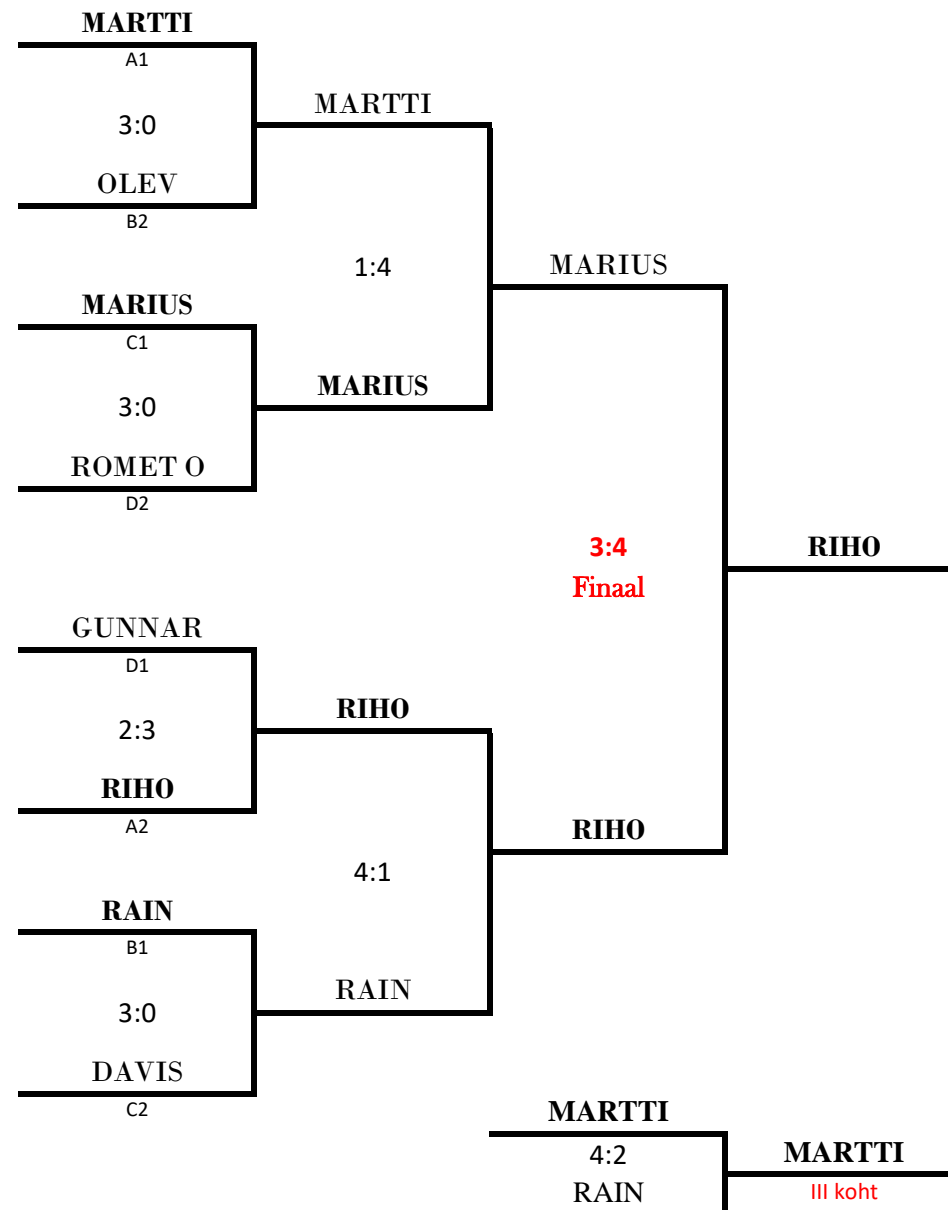 MARTTI
A1
MARTTI
3:0
OLEV
B2
1:4
MARIUS
MARIUS
C1
MARIUS
3:0
ROMET O
D2
3:4
RIHO
Finaal
GUNNAR
D1
RIHO
2:3
RIHO
A2
RIHO
4:1
RAIN
B1
RAIN
3:0
DAVIS
C2
MARTTI
4:2
MARTTI
RAIN
III koht